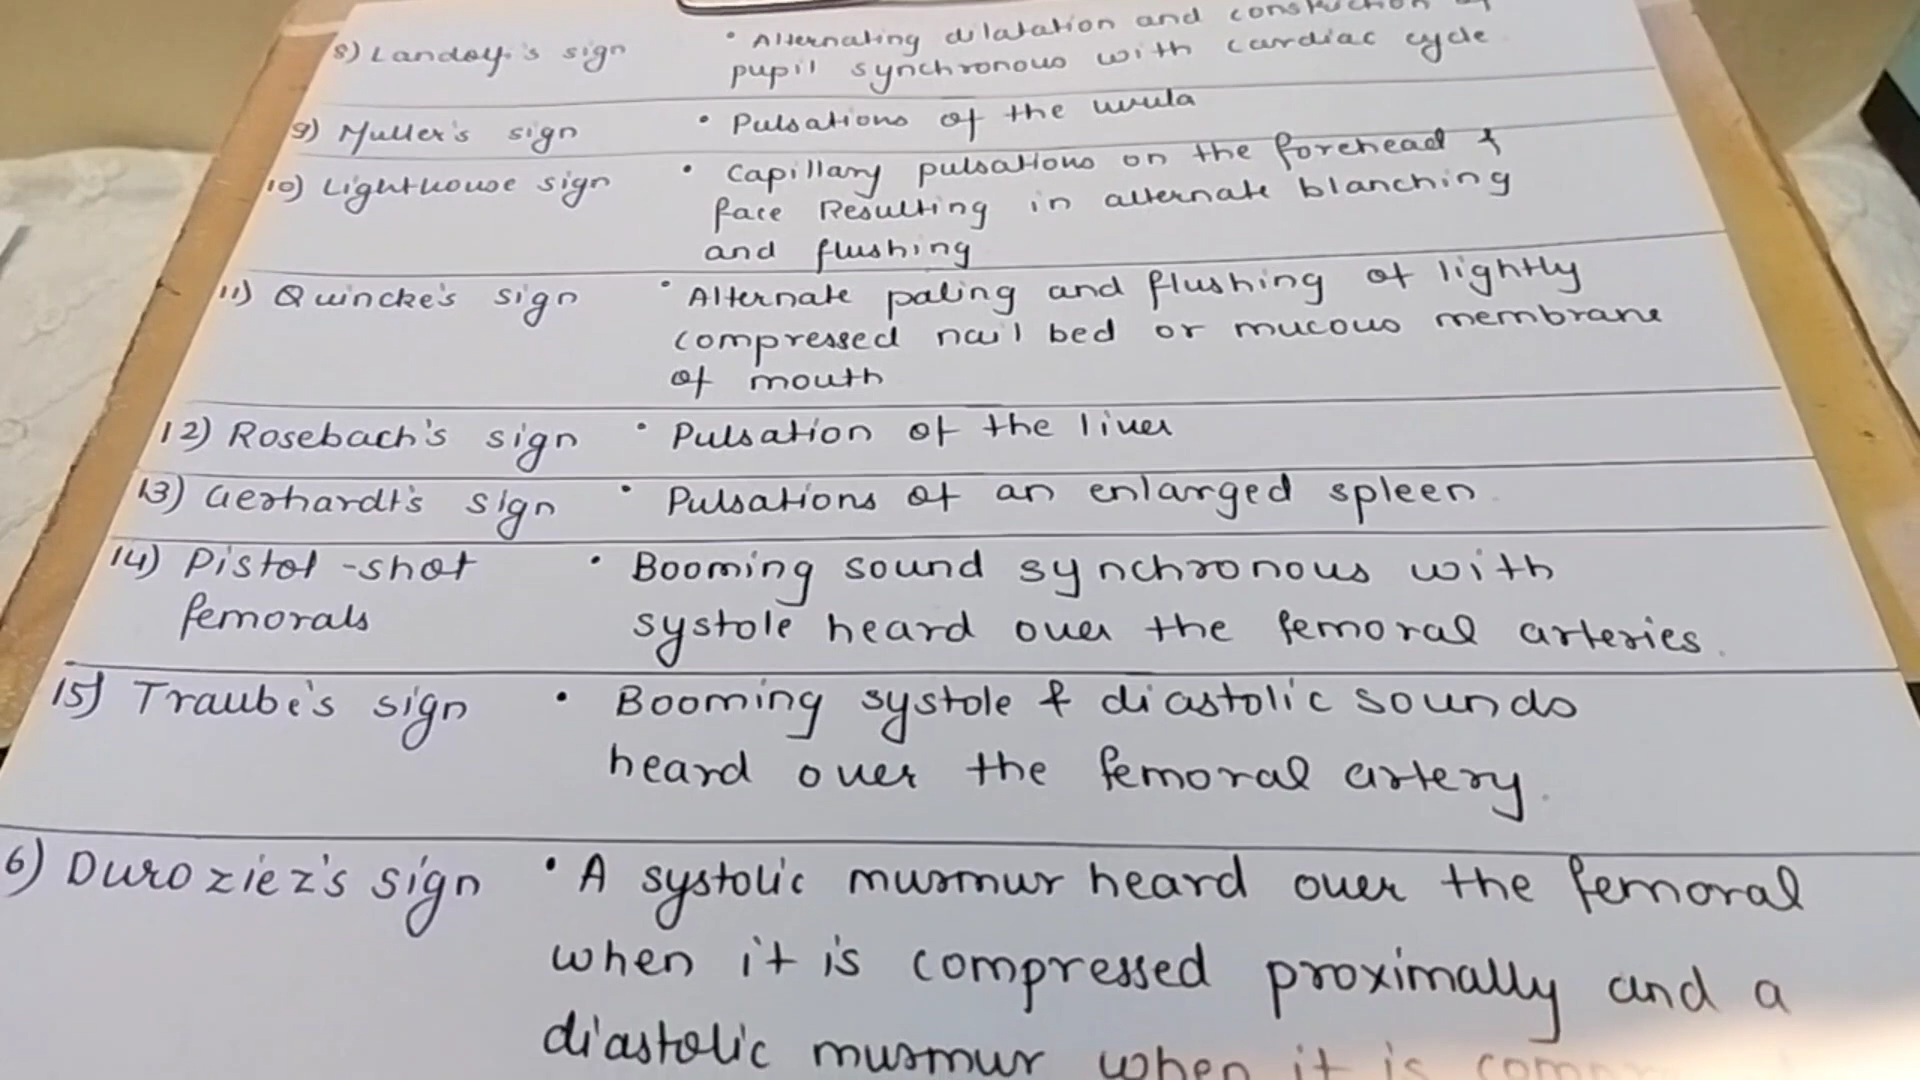 8) Landolfi's sign
• Alternating dilatation and constriction of
pupil synchronous with cardiac cycle
9) Muller's sign
• Pulsations of the uvula
10) Lighthouse sign
• Capillary pulsations on the forehead &
face Resulting in alternate blanching
and flushing
11) Quincke's sign
• Alternate paling and flushing of lightly
compressed nail bed or mucous membrane
of mouth
12) Rosebach's sign
• Pulsation of the liver
13) Gerhardt's sign
• Pulsations of an enlarged spleen
14) Pistol-shot
femorals
• Booming sound synchronous with
systole heard over the femoral arteries.
15) Traube's sign
• Booming systole & diastolic sounds
heard over the femoral artery.
6) Duroziez's sign
• A systolic murmur heard over the femoral
when it is compressed proximally and a
diastolic murmur when it is